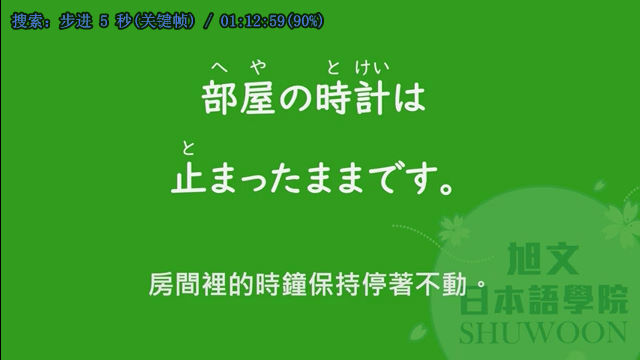 搜索: 步进 5 秒(关键帧) / 01:12:59(90%)
へ や と けい
部屋の時計は
と
止まったままです。
房間裡的時鐘保持停著不動。
旭文
日本語學院
SHUWOON